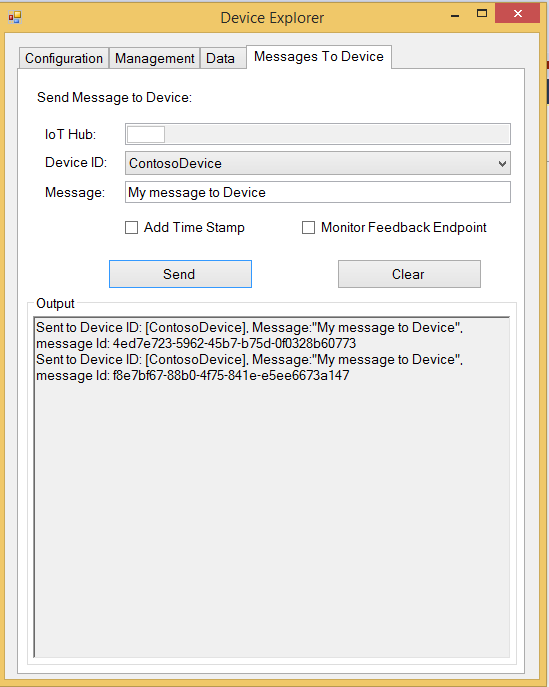 Device Explorer
Configuration Management Data Messages To Device
Send Message to Device:
IoT Hub:
Device ID: ContosoDevice
Message: My message to Device
Add Time Stamp Monitor Feedback Endpoint
Send Clear
Output
Sent to Device ID: [ContosoDevice], Message:"My message to Device",
message Id: 4ed7e723-5962-45b7-b75d-0f0328b60773
Sent to Device ID: [ContosoDevice], Message:"My message to Device",
message Id: f8e7bf67-88b0-4f75-841e-e5ee6673a147